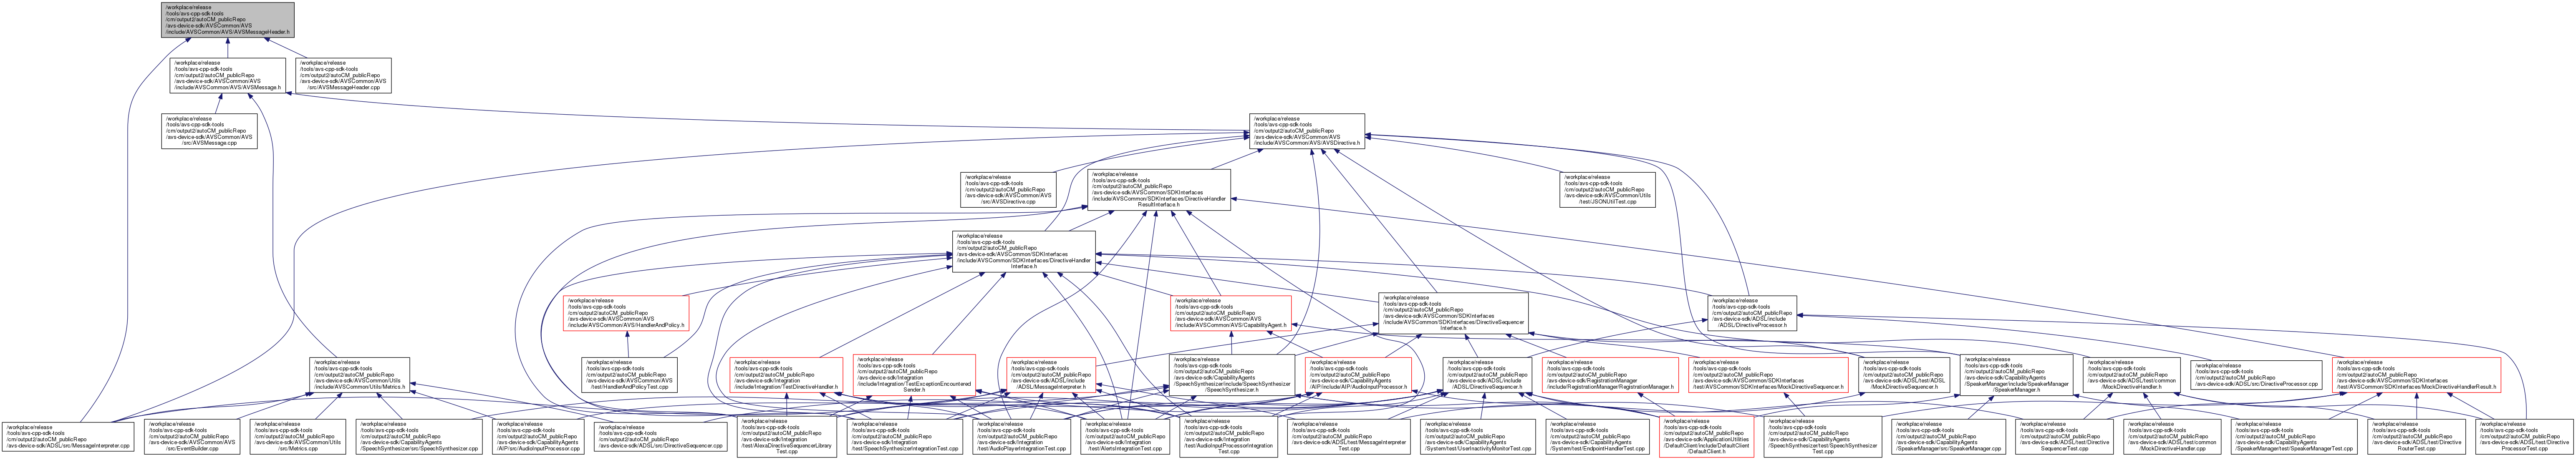 /workplace/release
/tools/avs-cpp-sdk-tools
/cm/output2/autoCM_publicRepo
/avs-device-sdk/AVSCommon/AVS
/include/AVSCommon/AVS/AVSMessageHeader.h
/workplace/release
/tools/avs-cpp-sdk-tools
/cm/output2/autoCM_publicRepo
/avs-device-sdk/AVSCommon/AVS
/include/AVSCommon/AVS/AVSMessage.h
/workplace/release
/tools/avs-cpp-sdk-tools
/cm/output2/autoCM_publicRepo
/avs-device-sdk/AVSCommon/AVS
/src/AVSMessageHeader.cpp
/workplace/release
/tools/avs-cpp-sdk-tools
/cm/output2/autoCM_publicRepo
/avs-device-sdk/AVSCommon/AVS
/src/AVSMessage.cpp
/workplace/release
/tools/avs-cpp-sdk-tools
/cm/output2/autoCM_publicRepo
/avs-device-sdk/AVSCommon/AVS
/include/AVSCommon/AVS/AVSDirective.h
/workplace/release
/tools/avs-cpp-sdk-tools
/cm/output2/autoCM_publicRepo
/avs-device-sdk/AVSCommon/AVS
/src/AVSDirective.cpp
/workplace/release
/tools/avs-cpp-sdk-tools
/cm/output2/autoCM_publicRepo
/avs-device-sdk/AVSCommon/SDKInterfaces
/include/AVSCommon/SDKInterfaces/DirectiveHandler
ResultInterface.h
/workplace/release
/tools/avs-cpp-sdk-tools
/cm/output2/autoCM_publicRepo
/avs-device-sdk/AVSCommon/Utils
/test/JSONUtilTest.cpp
/workplace/release
/tools/avs-cpp-sdk-tools
/cm/output2/autoCM_publicRepo
/avs-device-sdk/AVSCommon/SDKInterfaces
/include/AVSCommon/SDKInterfaces/DirectiveHandler
Interface.h
/workplace/release
/tools/avs-cpp-sdk-tools
/cm/output2/autoCM_publicRepo
/avs-device-sdk/AVSCommon/AVS
/include/AVSCommon/AVS/HandlerAndPolicy.h
/workplace/release
/tools/avs-cpp-sdk-tools
/cm/output2/autoCM_publicRepo
/avs-device-sdk/AVSCommon/AVS
/include/AVSCommon/AVS/CapabilityAgent.h
/workplace/release
/tools/avs-cpp-sdk-tools
/cm/output2/autoCM_publicRepo
/avs-device-sdk/AVSCommon/SDKInterfaces
/include/AVSCommon/SDKInterfaces/DirectiveSequencer
Interface.h
/workplace/release
/tools/avs-cpp-sdk-tools
/cm/output2/autoCM_publicRepo
/avs-device-sdk/ADSL/include
/ADSL/DirectiveProcessor.h
/workplace/release
/tools/avs-cpp-sdk-tools
/cm/output2/autoCM_publicRepo
/avs-device-sdk/AVSCommon/Utils
/include/AVSCommon/Utils/Metrics.h
/workplace/release
/tools/avs-cpp-sdk-tools
/cm/output2/autoCM_publicRepo
/avs-device-sdk/AVSCommon/AVS
/test/HandlerAndPolicyTest.cpp
/workplace/release
/tools/avs-cpp-sdk-tools
/cm/output2/autoCM_publicRepo
/avs-device-sdk/Integration
/include/Integration/TestDirectiveHandler.h
/workplace/release
/tools/avs-cpp-sdk-tools
/cm/output2/autoCM_publicRepo
/avs-device-sdk/Integration
/include/Integration/TestExceptionEncountered
Sender.h
/workplace/release
/tools/avs-cpp-sdk-tools
/cm/output2/autoCM_publicRepo
/avs-device-sdk/ADSL/include
/ADSL/MessageInterpreter.h
/workplace/release
/tools/avs-cpp-sdk-tools
/cm/output2/autoCM_publicRepo
/avs-device-sdk/CapabilityAgents
/SpeechSynthesizer/include/SpeechSynthesizer
/SpeechSynthesizer.h
/workplace/release
/tools/avs-cpp-sdk-tools
/cm/output2/autoCM_publicRepo
/avs-device-sdk/CapabilityAgents
/AIP/include/AIP/AudioInputProcessor.h
/workplace/release
/tools/avs-cpp-sdk-tools
/cm/output2/autoCM_publicRepo
/avs-device-sdk/ADSL/include
/ADSL/DirectiveSequencer.h
/workplace/release
/tools/avs-cpp-sdk-tools
/cm/output2/autoCM_publicRepo
/avs-device-sdk/RegistrationManager
/include/RegistrationManager/RegistrationManager.h
/workplace/release
/tools/avs-cpp-sdk-tools
/cm/output2/autoCM_publicRepo
/avs-device-sdk/AVSCommon/SDKInterfaces
/test/AVSCommon/SDKInterfaces/MockDirectiveSequencer.h
/workplace/release
/tools/avs-cpp-sdk-tools
/cm/output2/autoCM_publicRepo
/avs-device-sdk/ADSL/test/ADSL
/MockDirectiveSequencer.h
/workplace/release
/tools/avs-cpp-sdk-tools
/cm/output2/autoCM_publicRepo
/avs-device-sdk/CapabilityAgents
/SpeakerManager/include/SpeakerManager
/SpeakerManager.h
/workplace/release
/tools/avs-cpp-sdk-tools
/cm/output2/autoCM_publicRepo
/avs-device-sdk/ADSL/test/common
/MockDirectiveHandler.h
/workplace/release
/tools/avs-cpp-sdk-tools
/cm/output2/autoCM_publicRepo
/avs-device-sdk/ADSL/src/DirectiveProcessor.cpp
/workplace/release
/tools/avs-cpp-sdk-tools
/cm/output2/autoCM_publicRepo
/avs-device-sdk/AVSCommon/SDKInterfaces
/test/AVSCommon/SDKInterfaces/MockDirectiveHandlerResult.h
/workplace/release
/tools/avs-cpp-sdk-tools
/cm/output2/autoCM_publicRepo
/avs-device-sdk/ADSL/src/MessageInterpreter.cpp
/workplace/release
/tools/avs-cpp-sdk-tools
/cm/output2/autoCM_publicRepo
/avs-device-sdk/AVSCommon/AVS
/src/EventBuilder.cpp
/workplace/release
/tools/avs-cpp-sdk-tools
/cm/output2/autoCM_publicRepo
/avs-device-sdk/AVSCommon/Utils
/src/Metrics.cpp
/workplace/release
/tools/avs-cpp-sdk-tools
/cm/output2/autoCM_publicRepo
/avs-device-sdk/CapabilityAgents
/SpeechSynthesizer/src/SpeechSynthesizer.cpp
/workplace/release
/tools/avs-cpp-sdk-tools
/cm/output2/autoCM_publicRepo
/avs-device-sdk/CapabilityAgents
/AIP/src/AudioInputProcessor.cpp
/workplace/release
/tools/avs-cpp-sdk-tools
/cm/output2/autoCM_publicRepo
/avs-device-sdk/ADSL/src/DirectiveSequencer.cpp
/workplace/release
/tools/avs-cpp-sdk-tools
/cm/output2/autoCM_publicRepo
/avs-device-sdk/Integration
/test/AlexaDirectiveSequencerLibrary
Test.cpp
/workplace/release
/tools/avs-cpp-sdk-tools
/cm/output2/autoCM_publicRepo
/avs-device-sdk/Integration
/test/SpeechSynthesizerIntegrationTest.cpp
/workplace/release
/tools/avs-cpp-sdk-tools
/cm/output2/autoCM_publicRepo
/avs-device-sdk/Integration
/test/AudioPlayerIntegrationTest.cpp
/workplace/release
/tools/avs-cpp-sdk-tools
/cm/output2/autoCM_publicRepo
/avs-device-sdk/Integration
/test/AlertsIntegrationTest.cpp
/workplace/release
/tools/avs-cpp-sdk-tools
/cm/output2/autoCM_publicRepo
/avs-device-sdk/Integration
/test/AudioInputProcessorIntegration
Test.cpp
/workplace/release
/tools/avs-cpp-sdk-tools
/cm/output2/autoCM_publicRepo
/avs-device-sdk/ADSL/test/MessageInterpreter
Test.cpp
/workplace/release
/tools/avs-cpp-sdk-tools
/cm/output2/autoCM_publicRepo
/avs-device-sdk/CapabilityAgents
/System/test/UserInactivityMonitorTest.cpp
/workplace/release
/tools/avs-cpp-sdk-tools
/cm/output2/autoCM_publicRepo
/avs-device-sdk/CapabilityAgents
/System/test/EndpointHandlerTest.cpp
/workplace/release
/tools/avs-cpp-sdk-tools
/cm/output2/autoCM_publicRepo
/avs-device-sdk/ApplicationUtilities
/DefaultClient/include/DefaultClient
/DefaultClient.h
/workplace/release
/tools/avs-cpp-sdk-tools
/cm/output2/autoCM_publicRepo
/avs-device-sdk/CapabilityAgents
/SpeechSynthesizer/test/SpeechSynthesizer
Test.cpp
/workplace/release
/tools/avs-cpp-sdk-tools
/cm/output2/autoCM_publicRepo
/avs-device-sdk/CapabilityAgents
/SpeakerManager/src/SpeakerManager.cpp
/workplace/release
/tools/avs-cpp-sdk-tools
/cm/output2/autoCM_publicRepo
/avs-device-sdk/ADSL/test/Directive
SequencerTest.cpp
/workplace/release
/tools/avs-cpp-sdk-tools
/cm/output2/autoCM_publicRepo
/avs-device-sdk/ADSL/test/common
/MockDirectiveHandler.cpp
/workplace/release
/tools/avs-cpp-sdk-tools
/cm/output2/autoCM_publicRepo
/avs-device-sdk/CapabilityAgents
/SpeakerManager/test/SpeakerManagerTest.cpp
/workplace/release
/tools/avs-cpp-sdk-tools
/cm/output2/autoCM_publicRepo
/avs-device-sdk/ADSL/test/Directive
RouterTest.cpp
/workplace/release
/tools/avs-cpp-sdk-tools
/cm/output2/autoCM_publicRepo
/avs-device-sdk/ADSL/test/Directive
ProcessorTest.cpp